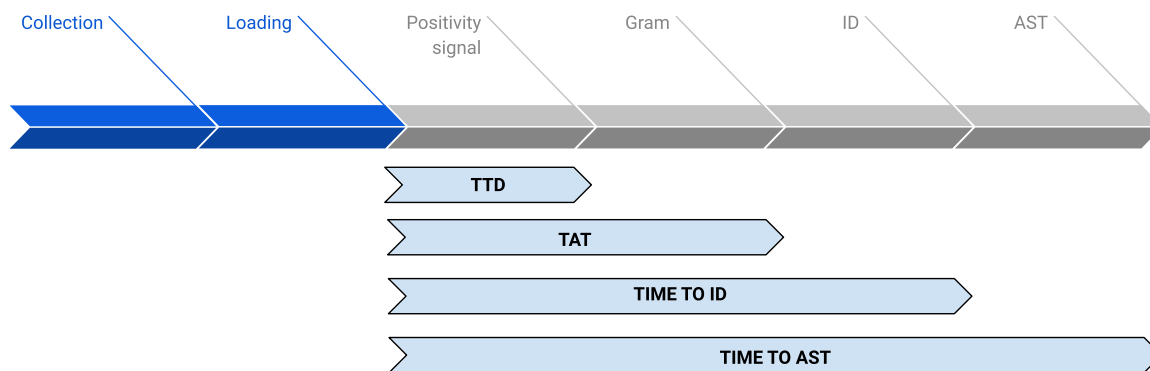 Collection
Loading
Positivity
signal
Gram
ID
AST
TTD
TAT
TIME TO ID
TIME TO AST